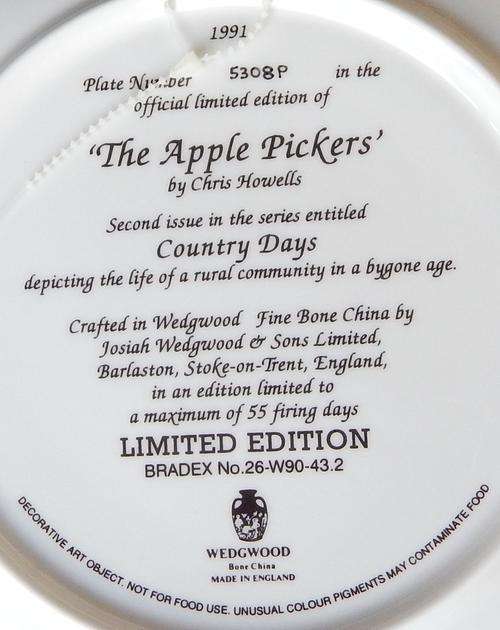 1991
Plate Number 5308P in the
official limited edition of
'The Apple Pickers'
by Chris Howells
Second issue in the series entitled
Country Days
depicting the life of a rural community in a bygone age.
Crafted in Wedgwood Fine Bone China by
Josiah Wedgwood & Sons Limited,
Barlaston, Stoke-on-Trent, England,
in an edition limited to
a maximum of 55 firing days
LIMITED EDITION
BRADEX No.26-W90-43.2
WEDGWOOD
Bone China
MADE IN ENGLAND
DECORATIVE ART OBJECT. NOT FOR FOOD USE. UNUSUAL COLOUR PIGMENTS MAY CONTAMINATE FOOD